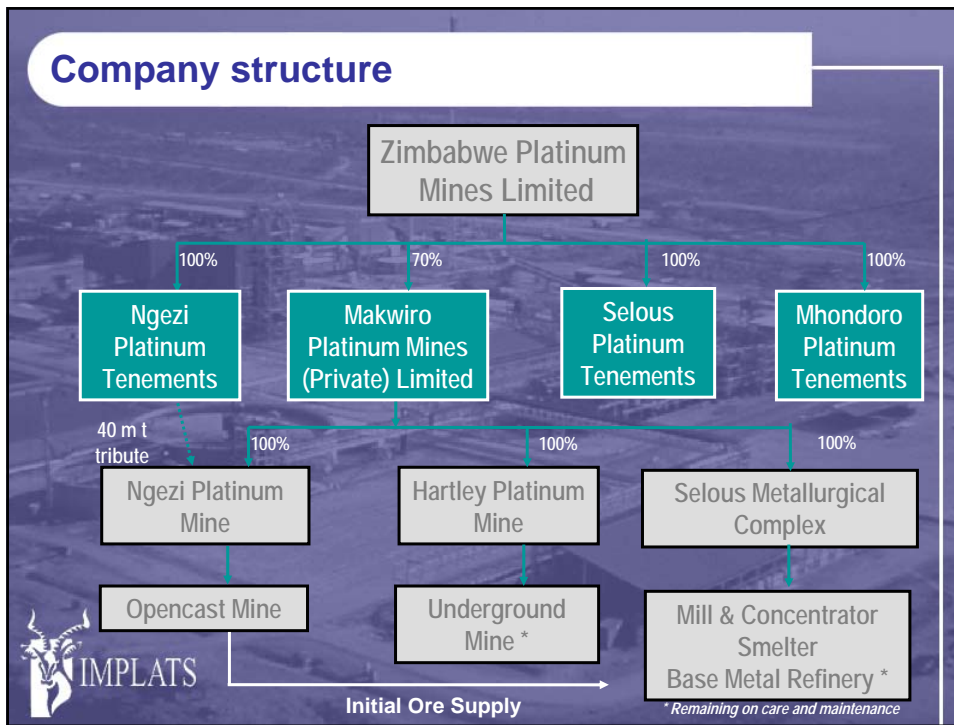 Company structure
Zimbabwe Platinum
Mines Limited
100%
70%
100%
100%
Ngezi
Platinum
Tenements
Makwiro
Platinum Mines
(Private) Limited
Selous
Platinum
Tenements
Mhondoro
Platinum
Tenements
40 m t
tribute
100%
100%
100%
Ngezi Platinum
Mine
Hartley Platinum
Mine
Selous Metallurgical
Complex
Opencast Mine
Underground
Mine *
Mill & Concentrator
Smelter
Base Metal Refinery *
IMPLATS
Initial Ore Supply
* Remaining on care and maintenance